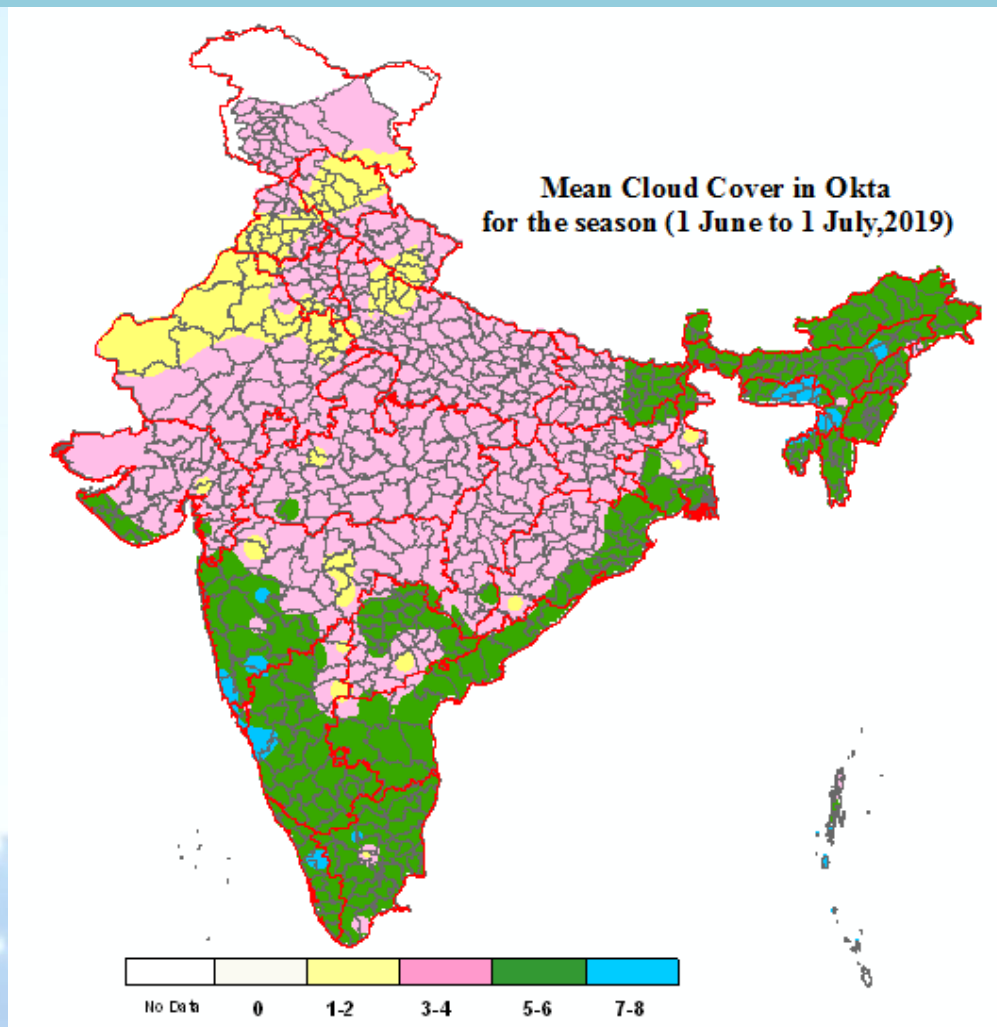 Mean Cloud Cover in Okta
for the season (1 June to 1 July,2019)
No Data 0 1-2 3-4 5-6 7-8